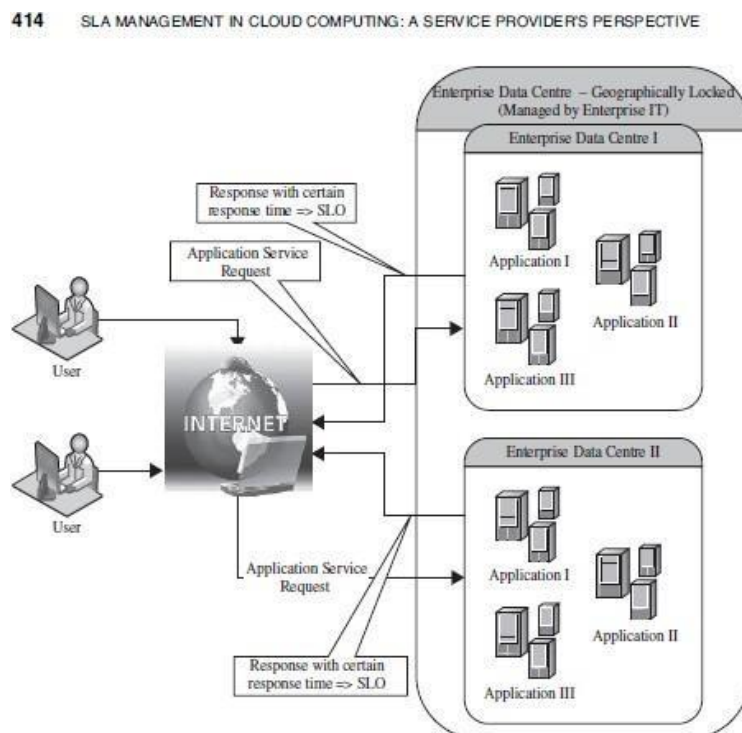 414 SLA MANAGEMENT IN CLOUD COMPUTING: A SERVICE PROVIDER'S PERSPECTIVE
Enterprise Data Centre – Geographically Locked
(Managed by Enterprise IT)
Enterprise Data Centre I
Response with certain
response time => SLO
Application Service
Request
Application I
Application II
Application III
User
INTERNET
User
Enterprise Data Centre II
Application Service
Request
Application I
Application II
Application III
Response with certain
response time => SLO